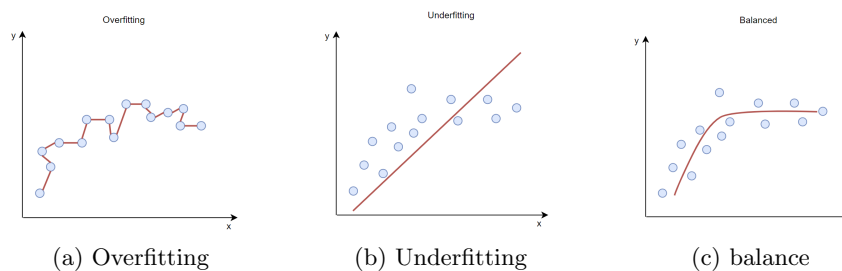 Overfitting
y
x
(a) Overfitting
Underfitting
y
x
(b) Underfitting
Balanced
y
(c) balance